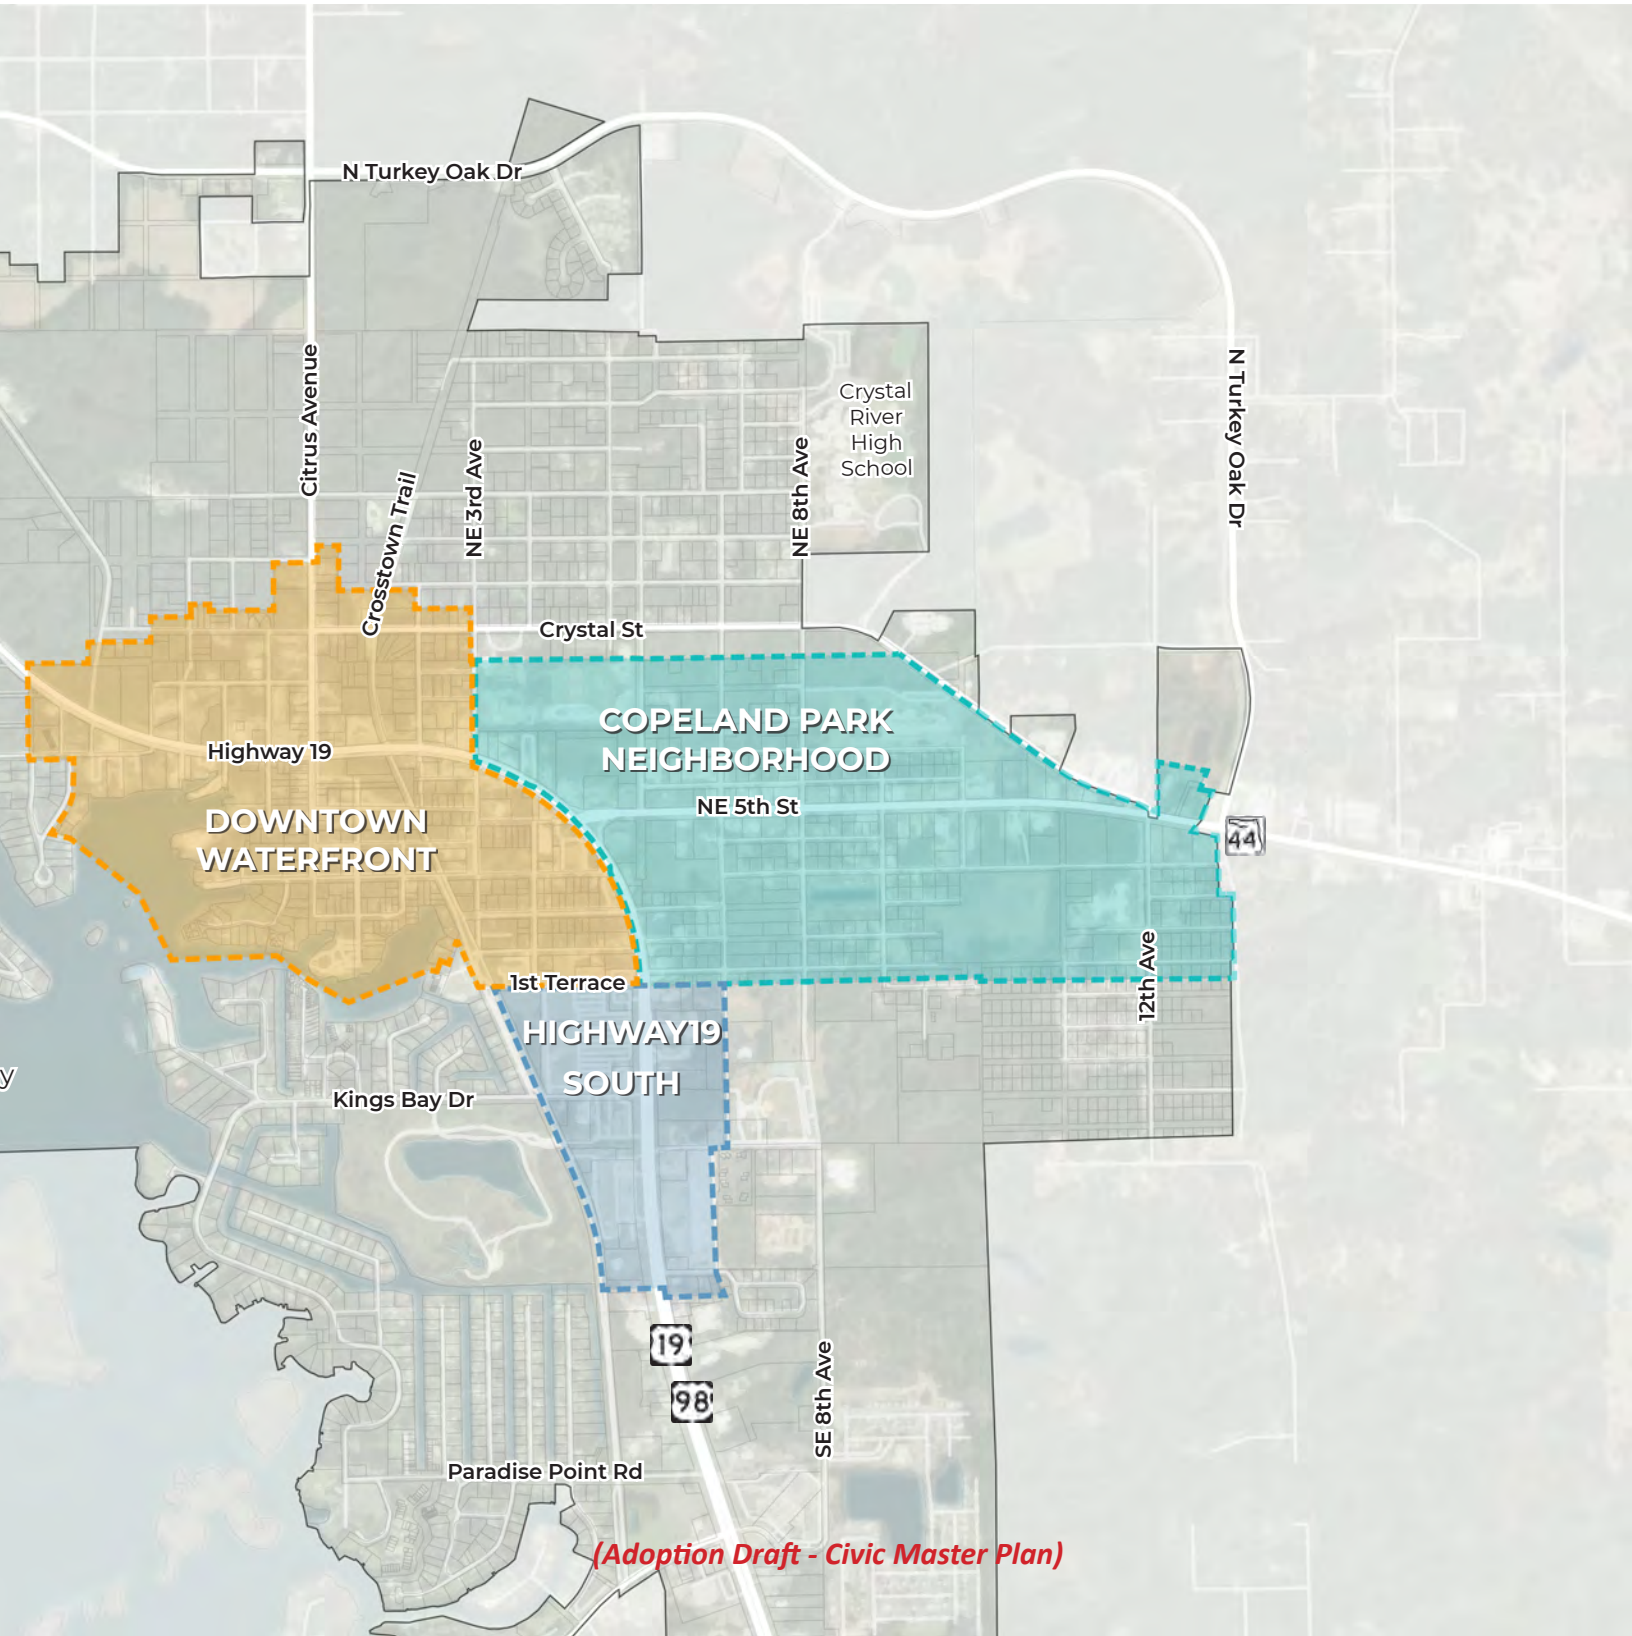 N Turkey Oak Dr
Citrus Avenue
Crosstown Trail
NE 3rd Ave
NE 8th Ave
Crystal
River
High
School
N Turkey Oak Dr
Crystal St
COPELAND PARK
NEIGHBORHOOD
Highway 19
NE 5th St
DOWNTOWN
WATERFRONT
44
12th Ave
1st Terrace
HIGHWAY19
SOUTH
y
Kings Bay Dr
19
98
SE 8th Ave
Paradise Point Rd
(Adoption Draft - Civic Master Plan)